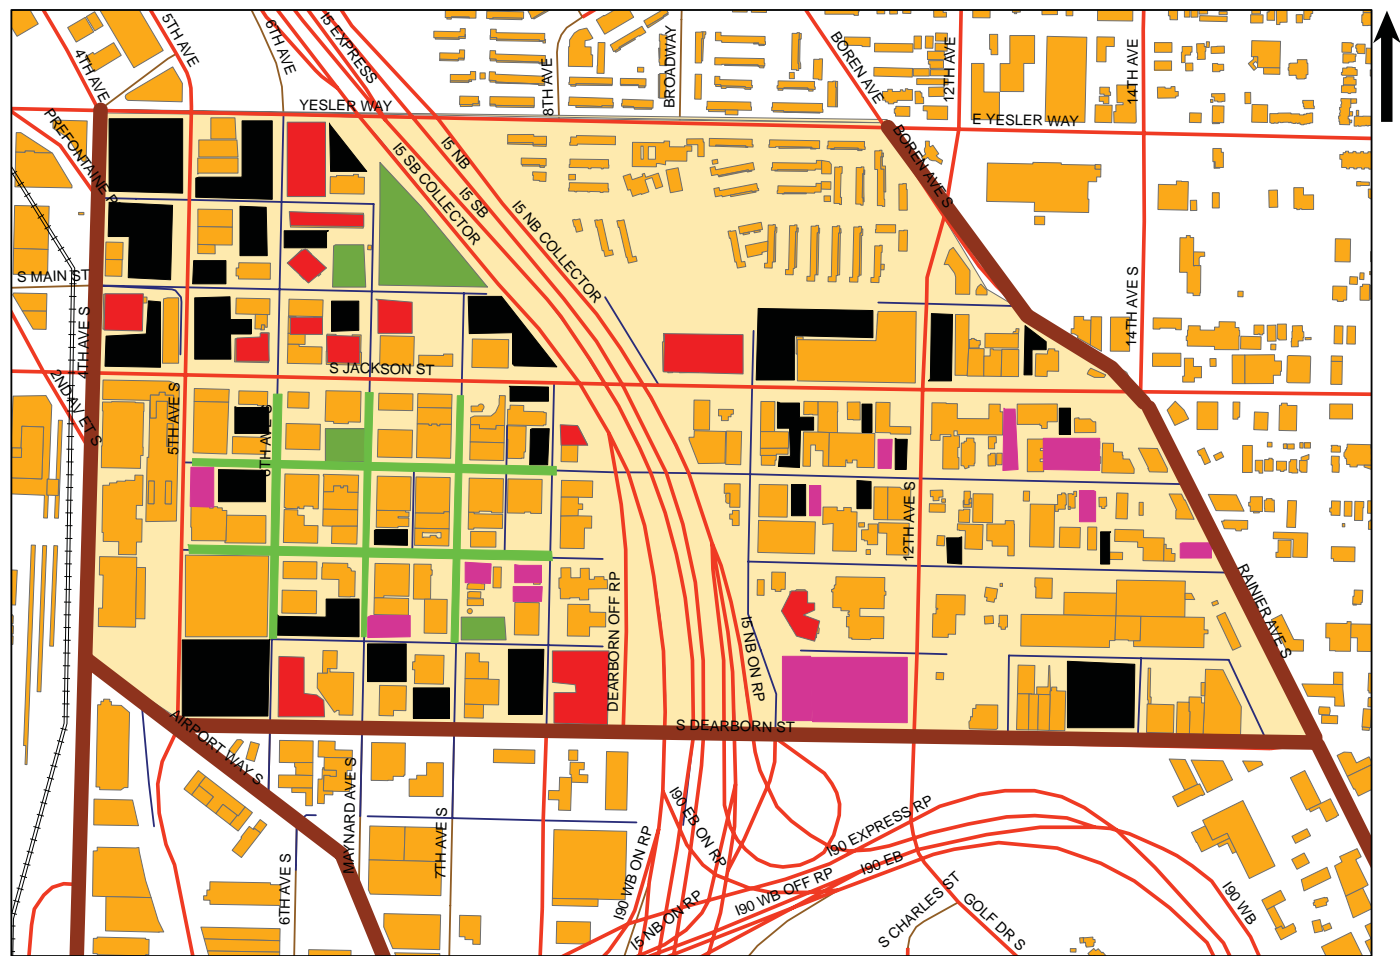 5TH AVE
4TH AVE
6TH AVE
I5 EXPRESS
8TH AVE
BROADWAY
BOREN AVE
12TH AVE
14TH AVE
YESLER WAY
E YESLER WAY
PREFONTAINE P
I5 NB
I5 SB COLLECTOR
I5 SB
I5 NB COLLECTOR
BOREN AVE S
S MAIN ST
4TH AVE S
14TH AVE S
S JACKSON ST
2ND AV ET S
5TH AVE S
6TH AVE S
12TH AVE S
DEARBORN OFF RP
I5 NB ON RP
RAINIER AVE S
S DEARBORN ST
AIRPORT WAY S
MAYNARD AVE S
7TH AVE S
6TH AVE S
I90 EB ON RP
I90 WB ON RP
I5 NB ON RP
I90 WB OFF RP
I90 EXPRESS RP
I90 EB
S CHARLES ST
GOLF DR S
I90 WB